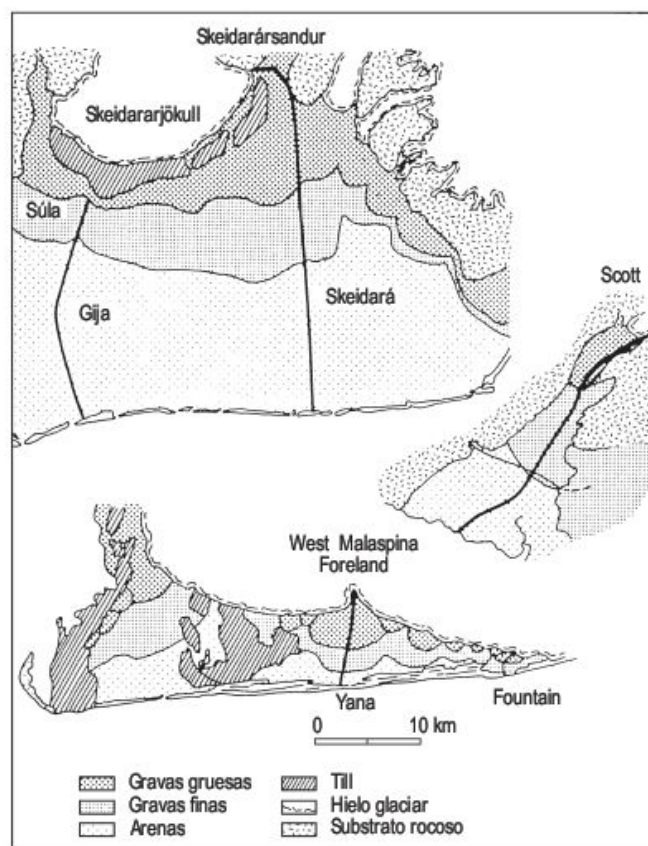 Skeidarársandur
Skeidararjökull
Súla
Gija
Skeidará
Scott
West Malaspina
Foreland
Yana
Fountain
0 10 km
Gravas gruesas
Till
Gravas finas
Hielo glaciar
Arenas
Substrato rocoso